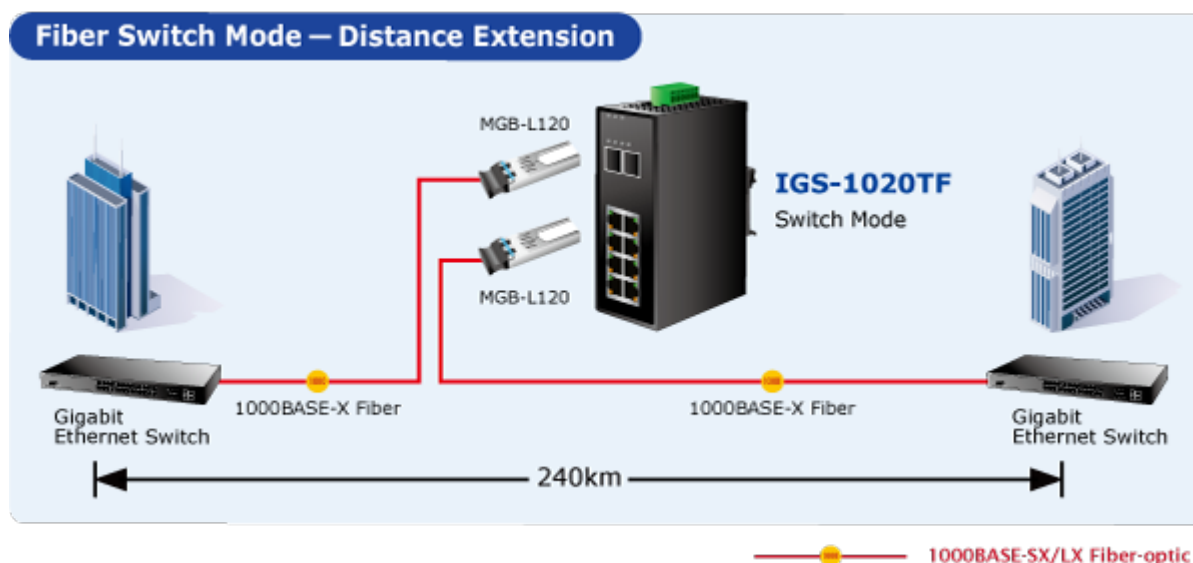 Fiber Switch Mode — Distance Extension
MGB-L120
IGS-1020TF
Switch Mode
MGB-L120
1000BASE-X Fiber
1000BASE-X Fiber
Gigabit
Ethernet Switch
Gigabit
Ethernet Switch
240km
1000BASE-SX/LX Fiber-optic